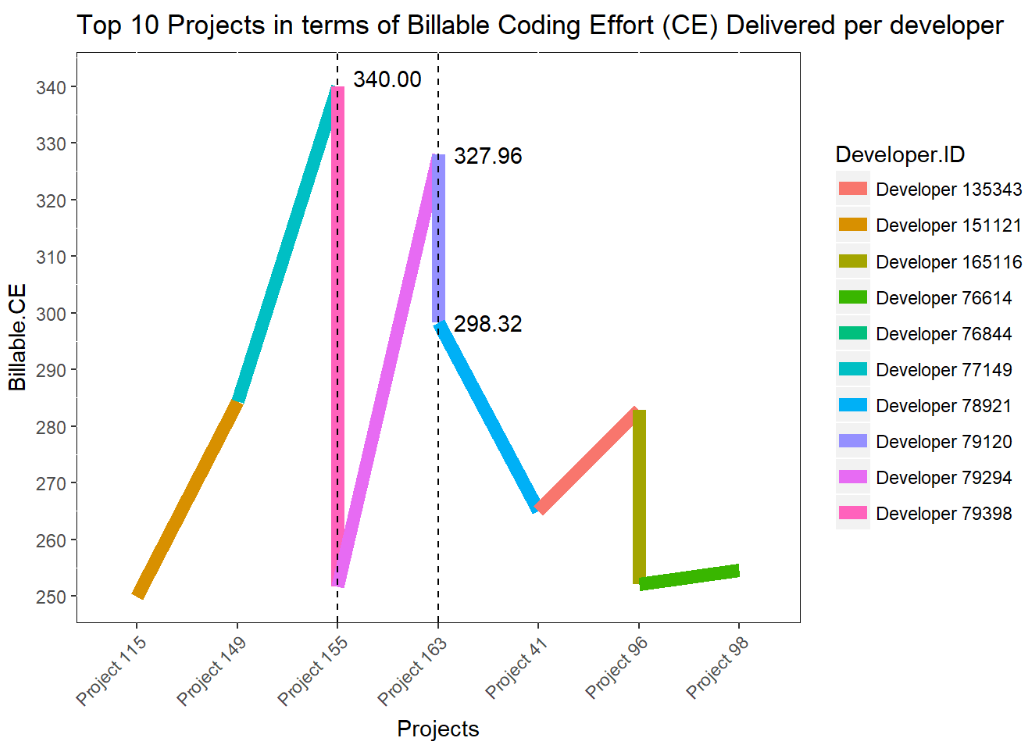 Top 10 Projects in terms of Billable Coding Effort (CE) Delivered per developer
Billable.CE
340
330
320
310
300
290
280
270
260
250
340.00
327.96
298.32
Project 115
Project 149
Project 155
Project 163
Project 41
Project 96
Project 98
Projects
Developer.ID
Developer 135343
Developer 151121
Developer 165116
Developer 76614
Developer 76844
Developer 77149
Developer 78921
Developer 79120
Developer 79294
Developer 79398